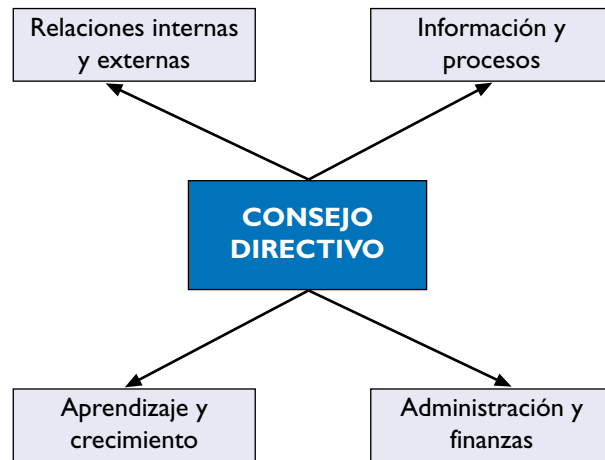 Relaciones internas
y externas
Información y
procesos
CONSEJO
DIRECTIVO
Aprendizaje y
crecimiento
Administración y
finanzas